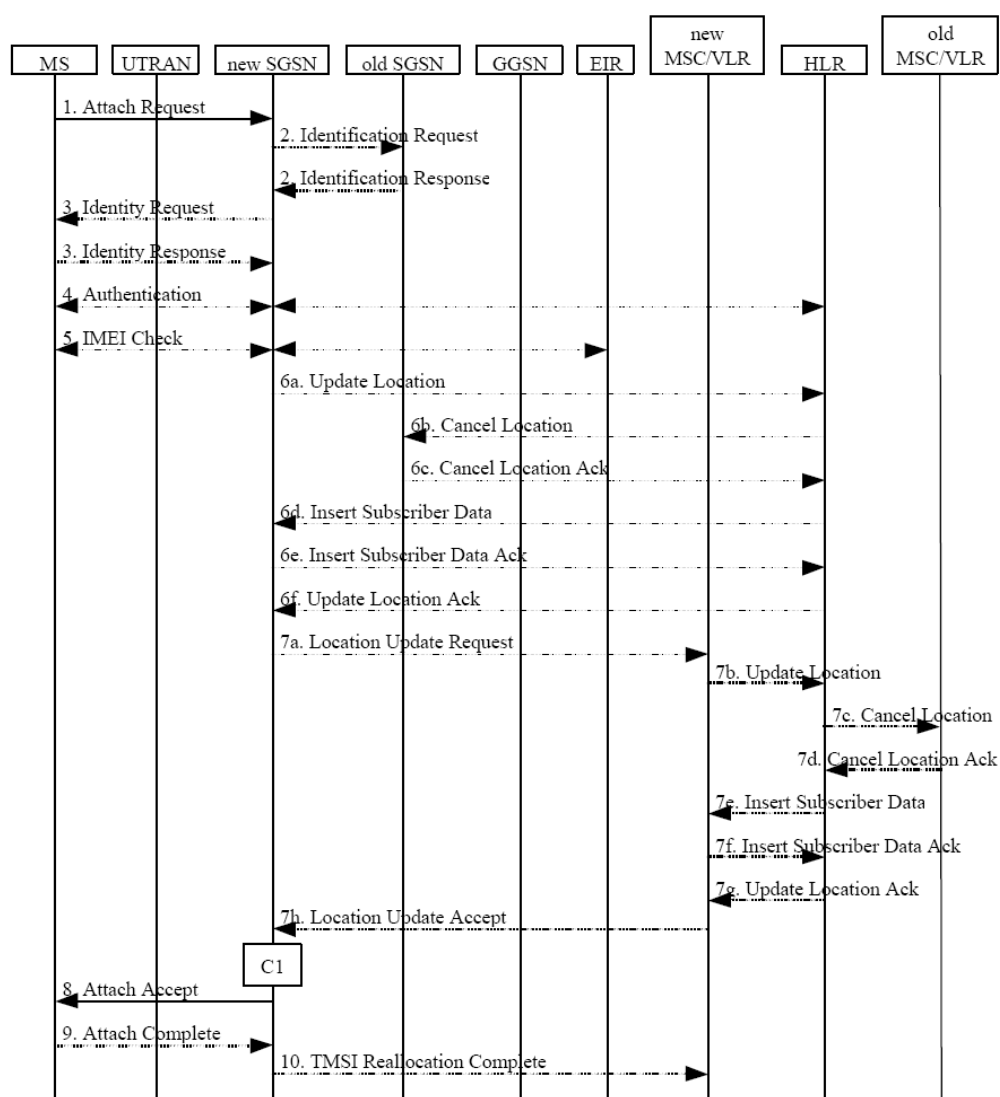 new
old
MS
UTRAN
new SGSN
old SGSN
GGSN
EIR
MSC/VLR
HLR
MSC/VLR
1. Attach Request
2. Identification Request
2. Identification Response
3. Identity Request
3. Identity Response
4. Authentication
5. IMEI Check
6a. Update Location
6b. Cancel Location
6c. Cancel Location Ack
6d. Insert Subscriber Data
6e. Insert Subscriber Data Ack
6f. Update Location Ack
7a. Location Update Request
7b. Update Location
7c. Cancel Location
7d. Cancel Location Ack
7e. Insert Subscriber Data
7f. Insert Subscriber Data Ack
7g. Update Location Ack
7h. Location Update Accept
C1
8. Attach Accept
9. Attach Complete
10. TMSI Reallocation Complete